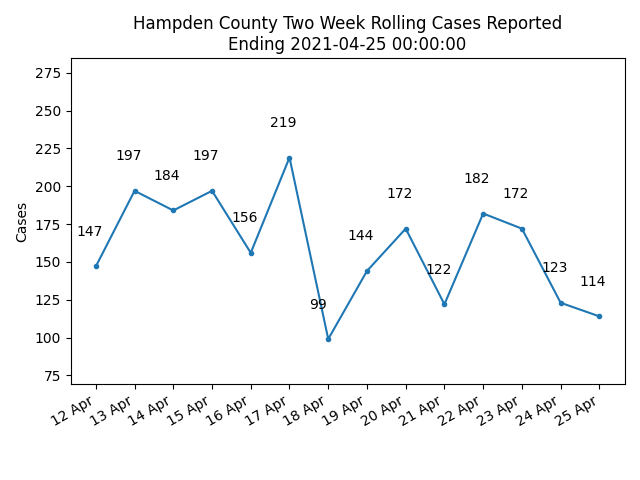 Hampden County Two Week Rolling Cases Reported
Ending 2021-04-25 00:00:00
Cases
275
250
225
200
175
150
125
100
75
147
197
184
197
156
219
99
144
172
122
182
172
123
114
12 Apr
13 Apr
14 Apr
15 Apr
16 Apr
17 Apr
18 Apr
19 Apr
20 Apr
21 Apr
22 Apr
23 Apr
24 Apr
25 Apr